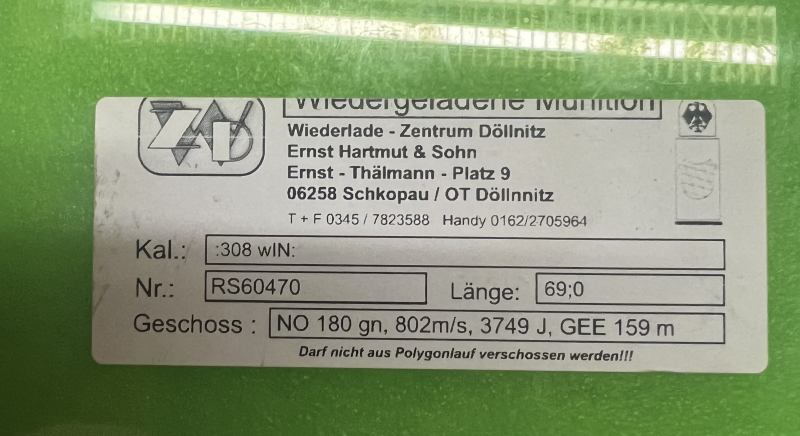 Wiedergeladene Munition
Wiederlade - Zentrum Döllnitz
Ernst Hartmut & Sohn
Ernst - Thälmann - Platz 9
06258 Schkopau / OT Döllnnitz
T + F 0345 / 7823588 Handy 0162/2705964
Kal.: :308 wIN:
Nr.: RS60470 Länge: 69;0
Geschoss : NO 180 gn, 802m/s, 3749 J, GEE 159 m
Darf nicht aus Polygonlauf verschossen werden!!!